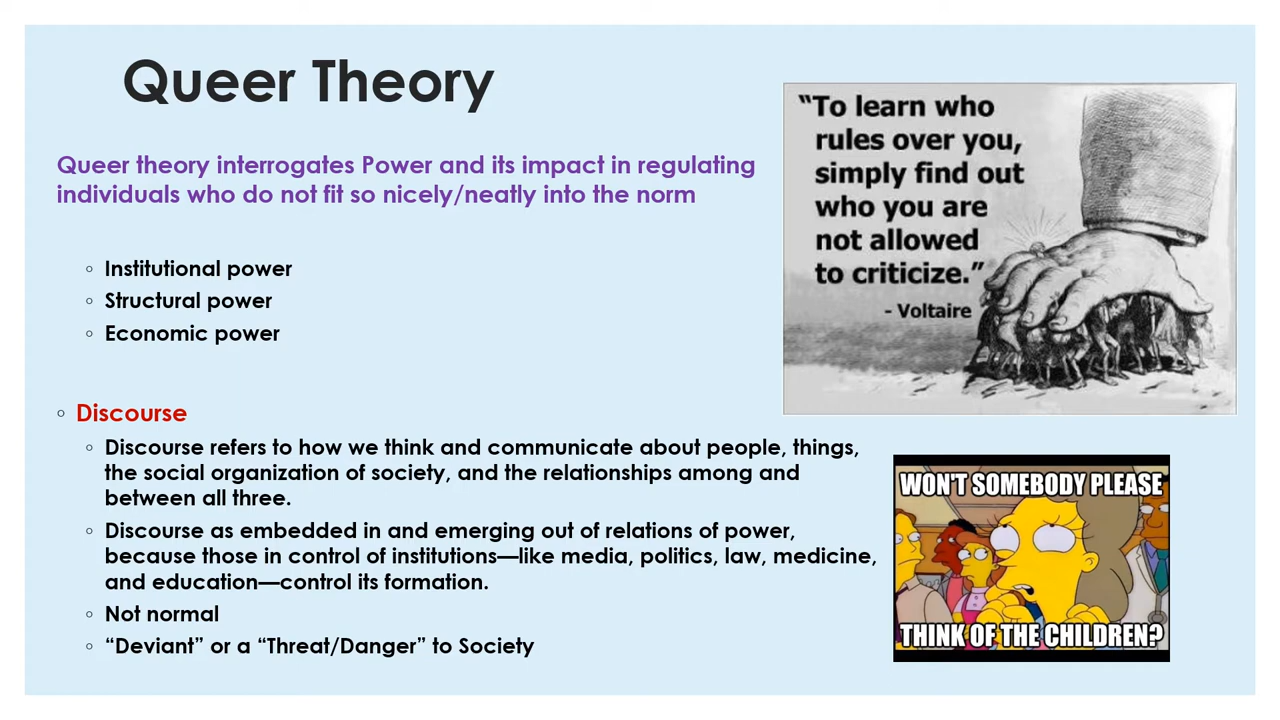 Queer Theory
Queer theory interrogates Power and its impact in regulating
individuals who do not fit so nicely/neatly into the norm
◦ Institutional power
◦ Structural power
◦ Economic power
◦ Discourse
◦ Discourse refers to how we think and communicate about people, things,
the social organization of society, and the relationships among and
between all three.
◦ Discourse as embedded in and emerging out of relations of power,
because those in control of institutions—like media, politics, law, medicine,
and education—control its formation.
◦ Not normal
◦ “Deviant” or a “Threat/Danger” to Society
“To learn who
rules over you,
simply find out
who you are
not allowed
to criticize.”
- Voltaire
WON'T SOMEBODY PLEASE
THINK OF THE CHILDREN?